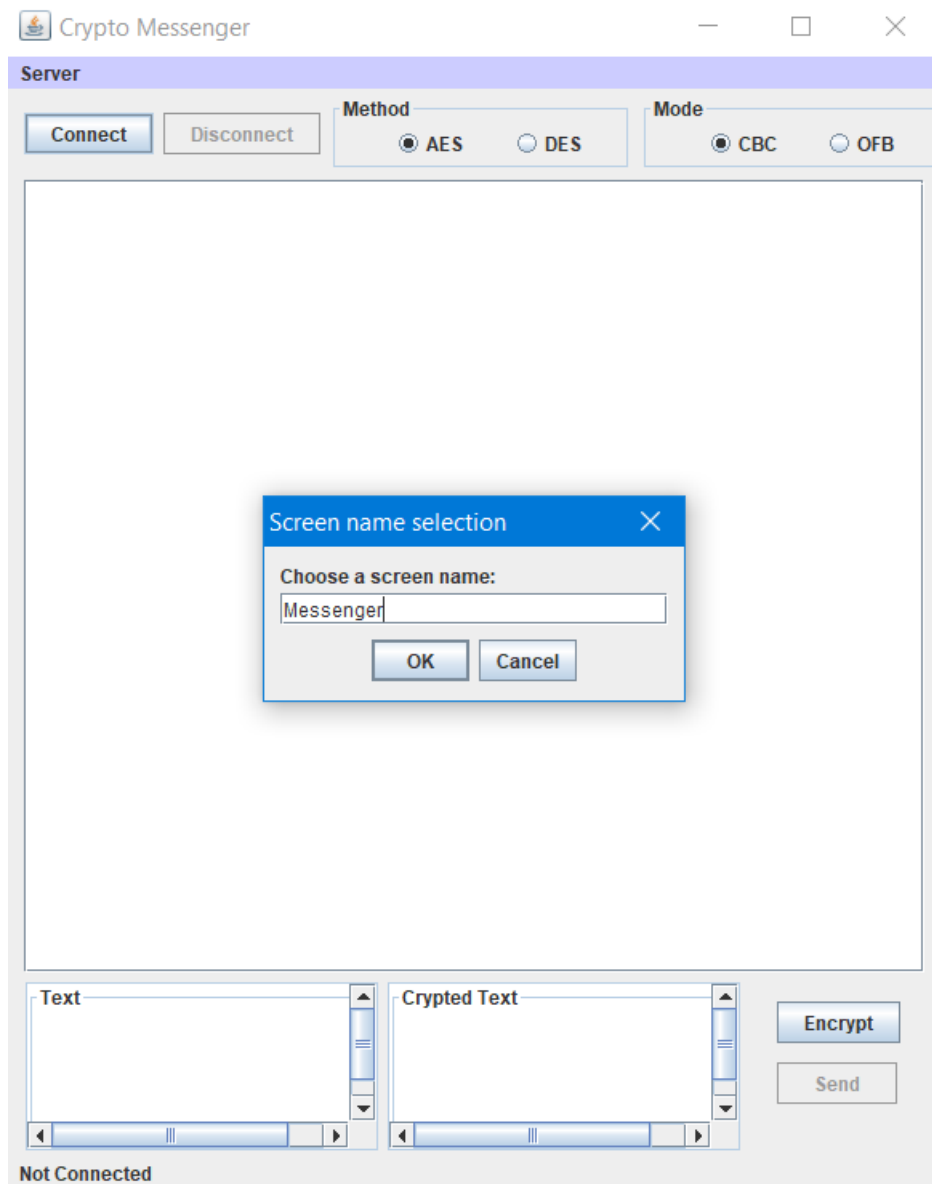 Crypto Messenger
Server
Connect Disconnect Method AES DES Mode CBC OFB
Screen name selection
Choose a screen name:
Messenger
OK Cancel
Text Crypted Text
Encrypt
Send
Not Connected